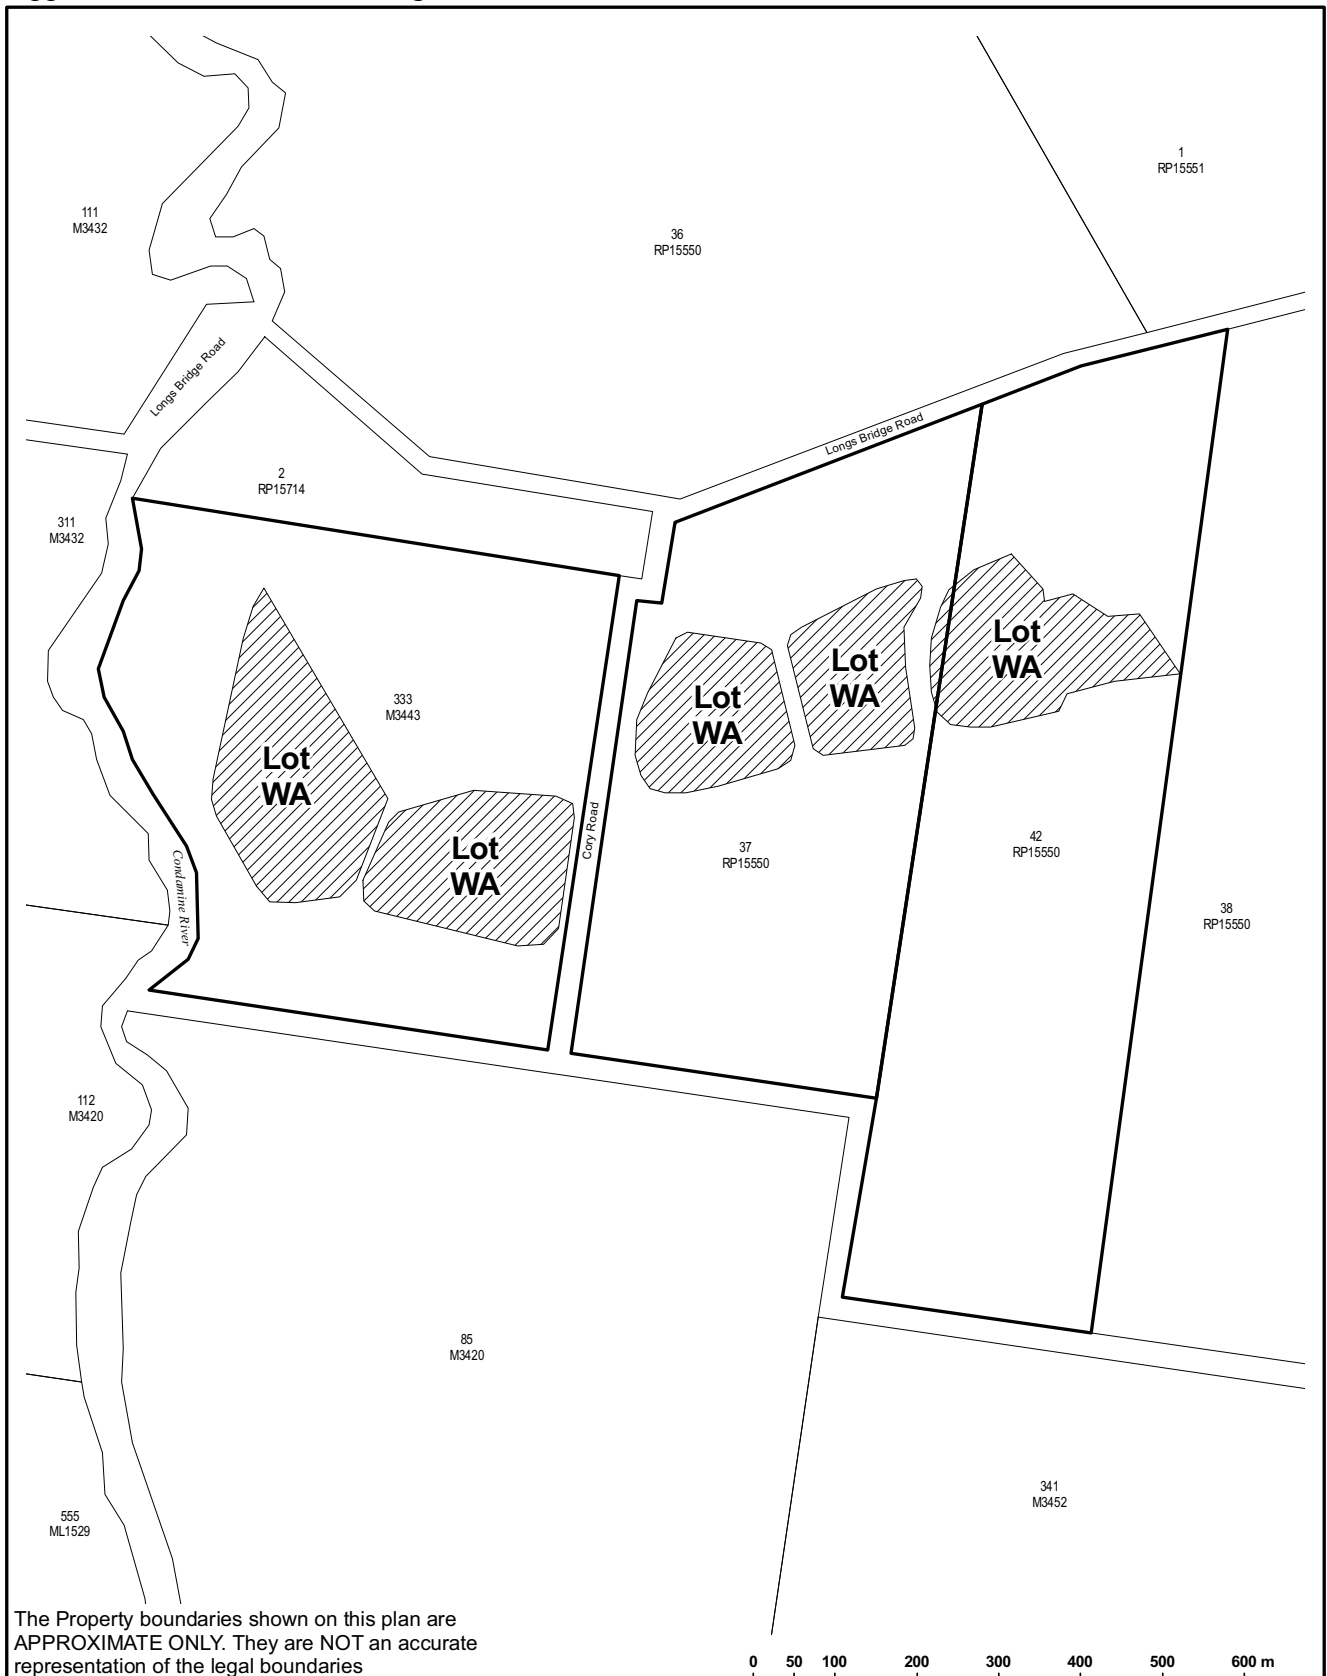 1
RP15551
111
M3432
36
RP15550
Longs Bridge Road
Longs Bridge Road
2
RP15714
311
M3432
Lot
WA
Lot
WA
Lot
WA
333
M3443
Lot
WA
Lot
WA
Cory Road
37
RP15550
42
RP15550
Condamine River
38
RP15550
112
M3420
85
M3420
341
M3452
555
ML1529
The Property boundaries shown on this plan are
APPROXIMATE ONLY. They are NOT an accurate
representation of the legal boundaries
0 50 100 200 300 400 500 600 m